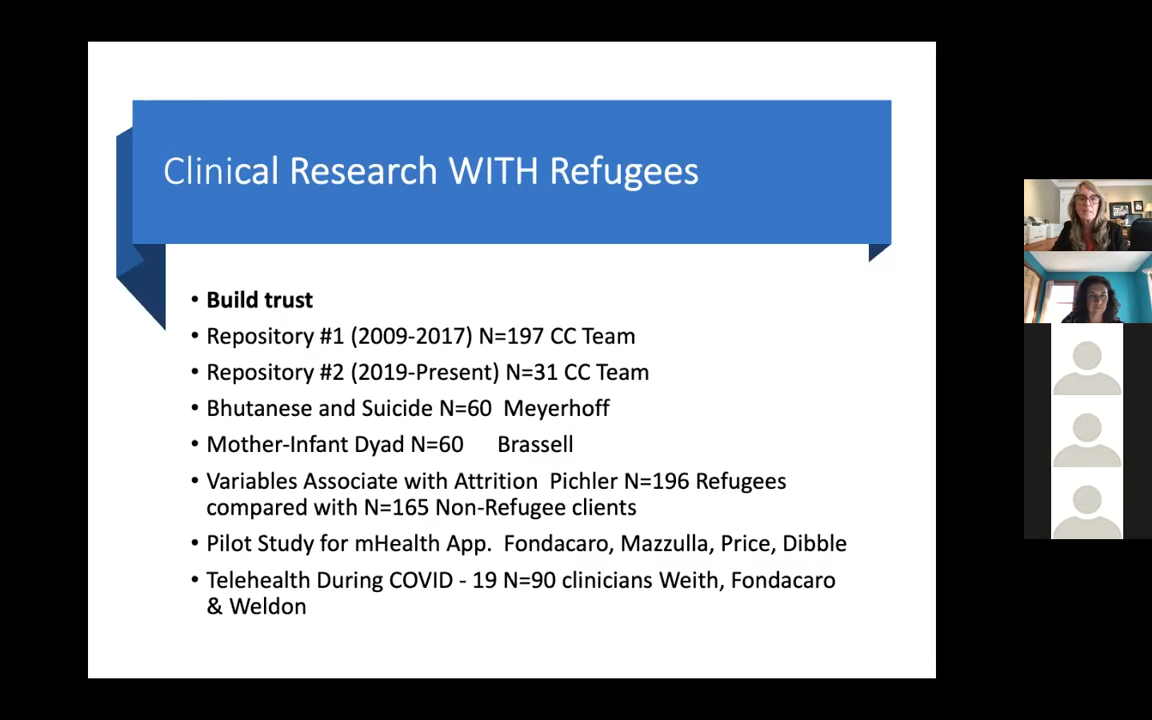 Clinical Research WITH Refugees
• Build trust
• Repository #1 (2009-2017) N=197 CC Team
• Repository #2 (2019-Present) N=31 CC Team
• Bhutanese and Suicide N=60 Meyerhoff
• Mother-Infant Dyad N=60 Brassell
• Variables Associate with Attrition Pichler N=196 Refugees
compared with N=165 Non-Refugee clients
• Pilot Study for mHealth App. Fondacaro, Mazzulla, Price, Dibble
• Telehealth During COVID - 19 N=90 clinicians Weith, Fondacaro
& Weldon